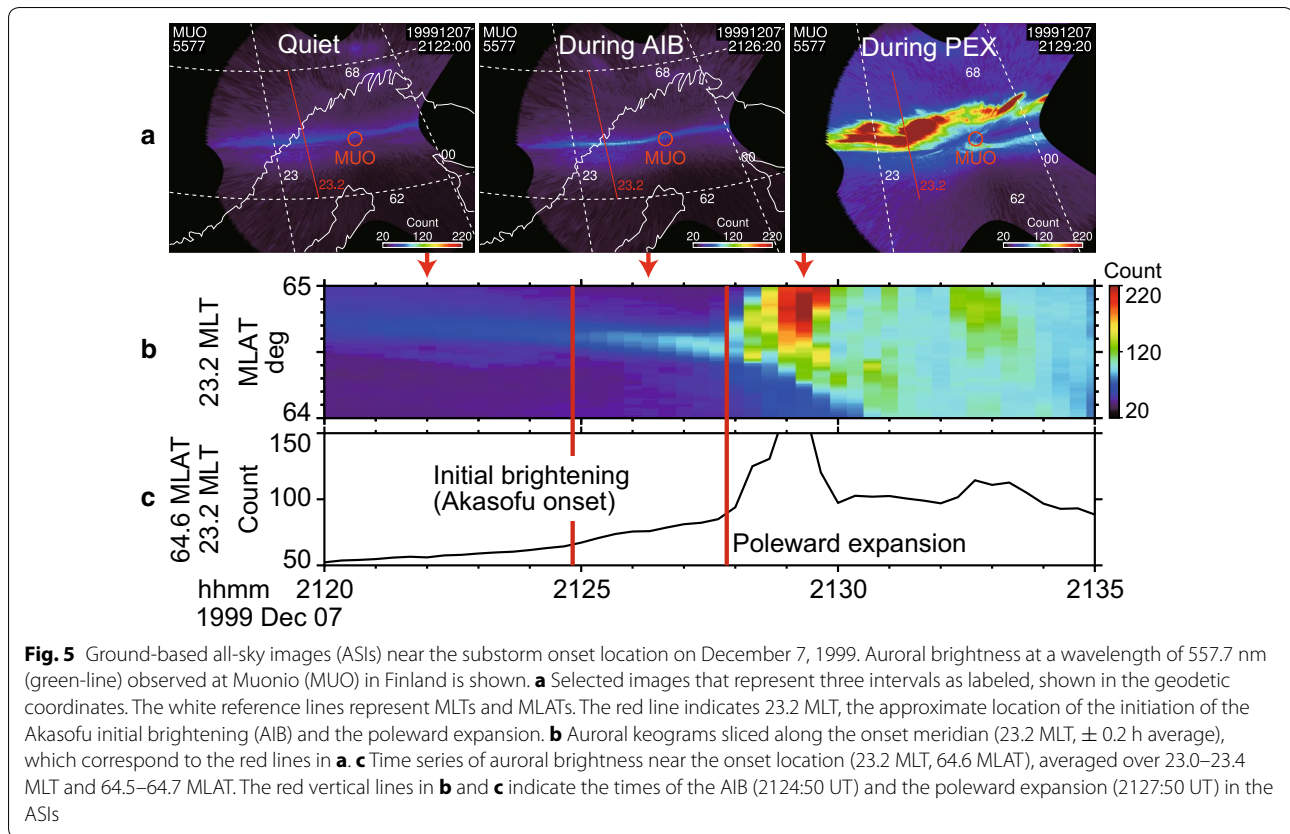 MUO
5577
Quiet
19991207
2122:00
68
MUO
23
23.2
00
62
Count
20 120 220
MUO
5577
During AIB
19991207
2126:20
68
MUO
23
23.2
00
62
Count
20 120 220
MUO
5577
During PEX
19991207
2129:20
68
MUO
23
23.2
00
62
Count
20 120 220
a
b
23.2 MLT
MLAT
deg
65
64
Count
220
120
20
c
64.6 MLAT
23.2 MLT
Count
150
100
50
Initial brightening
(Akasofu onset)
Poleward expansion
hhmm
2120 2125 2130 2135
1999 Dec 07
Fig. 5 Ground-based all-sky images (ASIs) near the substorm onset location on December 7, 1999. Auroral brightness at a wavelength of 557.7 nm
(green-line) observed at Muonio (MUO) in Finland is shown. a Selected images that represent three intervals as labeled, shown in the geodetic
coordinates. The white reference lines represent MLTs and MLATs. The red line indicates 23.2 MLT, the approximate location of the initiation of the
Akasofu initial brightening (AIB) and the poleward expansion. b Auroral keograms sliced along the onset meridian (23.2 MLT, ± 0.2 h average),
which correspond to the red lines in a. c Time series of auroral brightness near the onset location (23.2 MLT, 64.6 MLAT), averaged over 23.0–23.4
MLT and 64.5–64.7 MLAT. The red vertical lines in b and c indicate the times of the AIB (2124:50 UT) and the poleward expansion (2127:50 UT) in the
ASIs